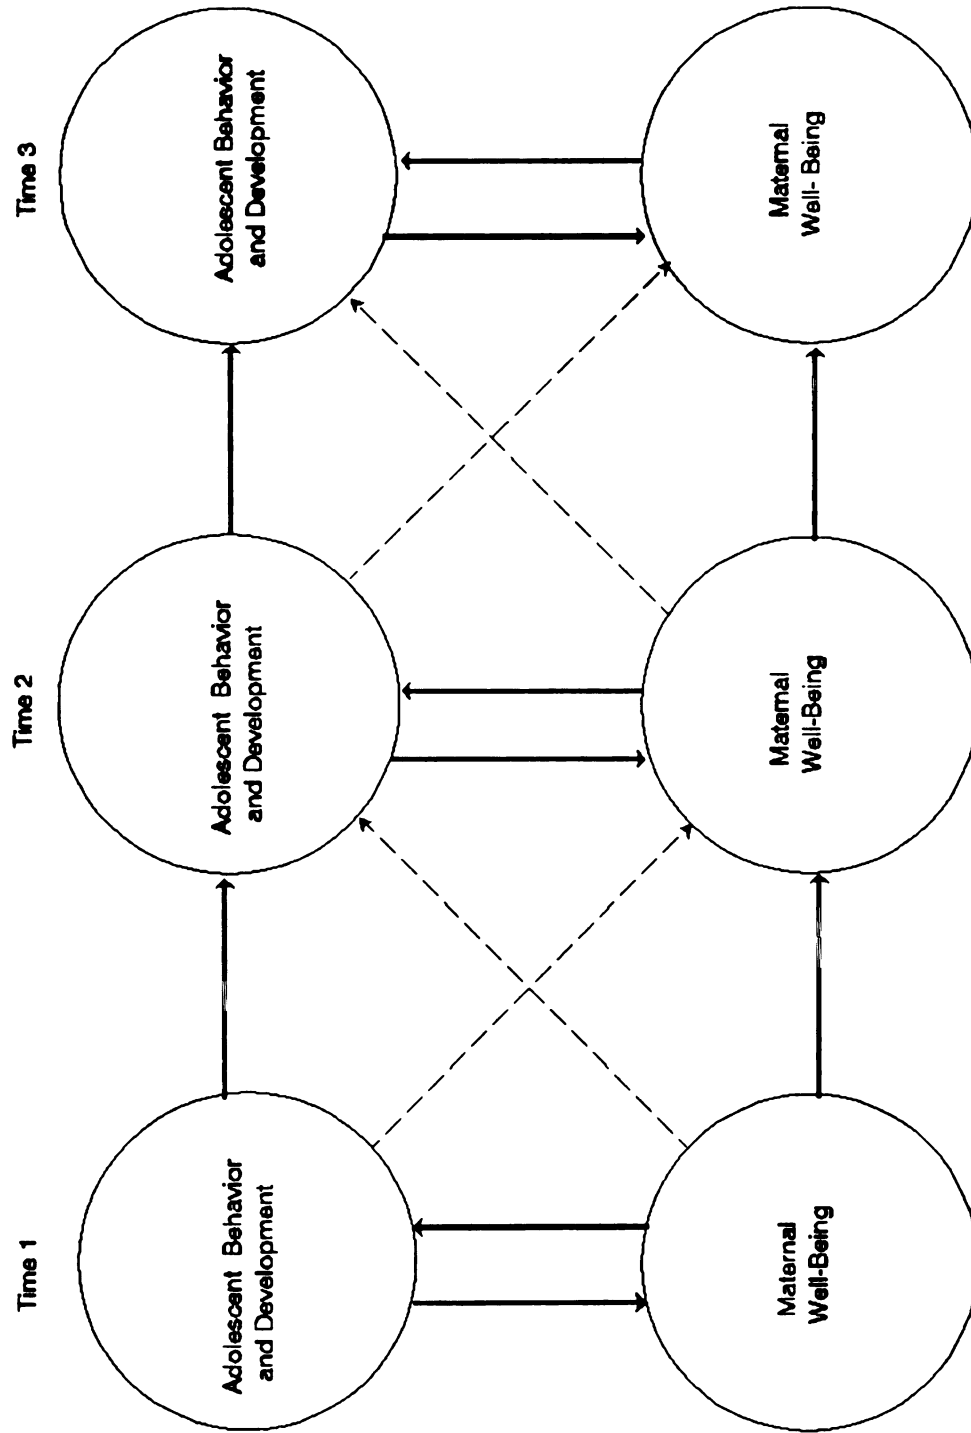 Time 1
Time 2
Time 3
Adolescent Behavior
and Development
Adolescent Behavior
and Development
Adolescent Behavior
and Development
Maternal
Well-Being
Maternal
Well-Being
Maternal
Well- Being